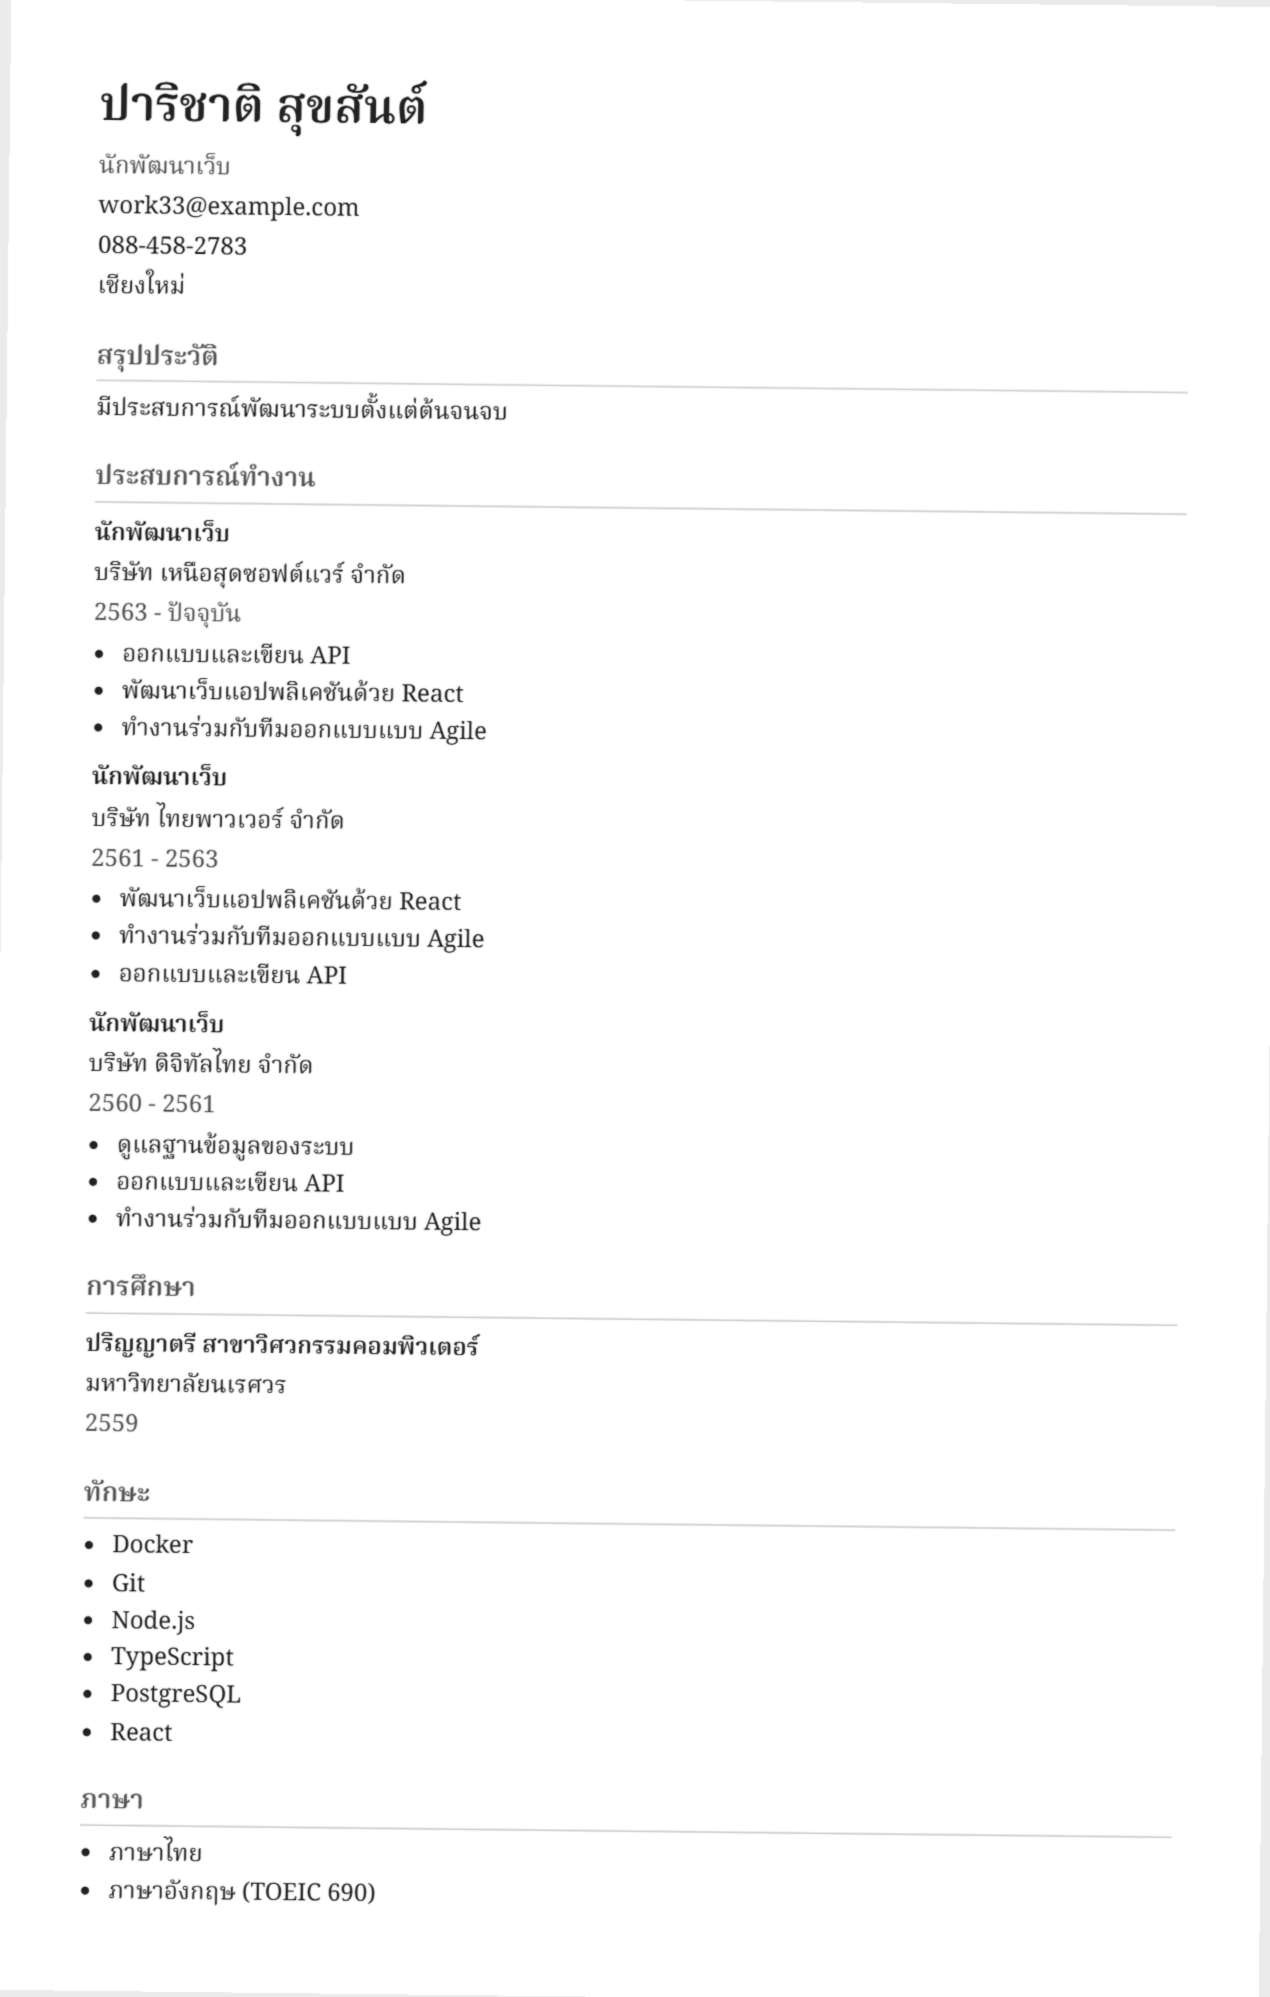 ปาริชาติ สุขสันต์
นักพัฒนาเว็บ
work33@example.com
088-458-2783
เชียงใหม่
สรุปประวัติ
มีประสบการณ์พัฒนาระบบตั้งแต่ต้นจนจบ
ประสบการณ์ทำงาน
นักพัฒนาเว็บ
บริษัท เหนือสุดซอฟต์แวร์ จำกัด
2563 - ปัจจุบัน
• ออกแบบและเขียน API
• พัฒนาเว็บแอปพลิเคชันด้วย React
• ทำงานร่วมกับทีมออกแบบแบบ Agile
นักพัฒนาเว็บ
บริษัท ไทยพาวเวอร์ จำกัด
2561 - 2563
• พัฒนาเว็บแอปพลิเคชันด้วย React
• ทำงานร่วมกับทีมออกแบบแบบ Agile
• ออกแบบและเขียน API
นักพัฒนาเว็บ
บริษัท ดิจิทัลไทย จำกัด
2560 - 2561
• ดูแลฐานข้อมูลของระบบ
• ออกแบบและเขียน API
• ทำงานร่วมกับทีมออกแบบแบบ Agile
การศึกษา
ปริญญาตรี สาขาวิศวกรรมคอมพิวเตอร์
มหาวิทยาลัยนเรศวร
2559
ทักษะ
• Docker
• Git
• Node.js
• TypeScript
• PostgreSQL
• React
ภาษา
• ภาษาไทย
• ภาษาอังกฤษ (TOEIC 690)